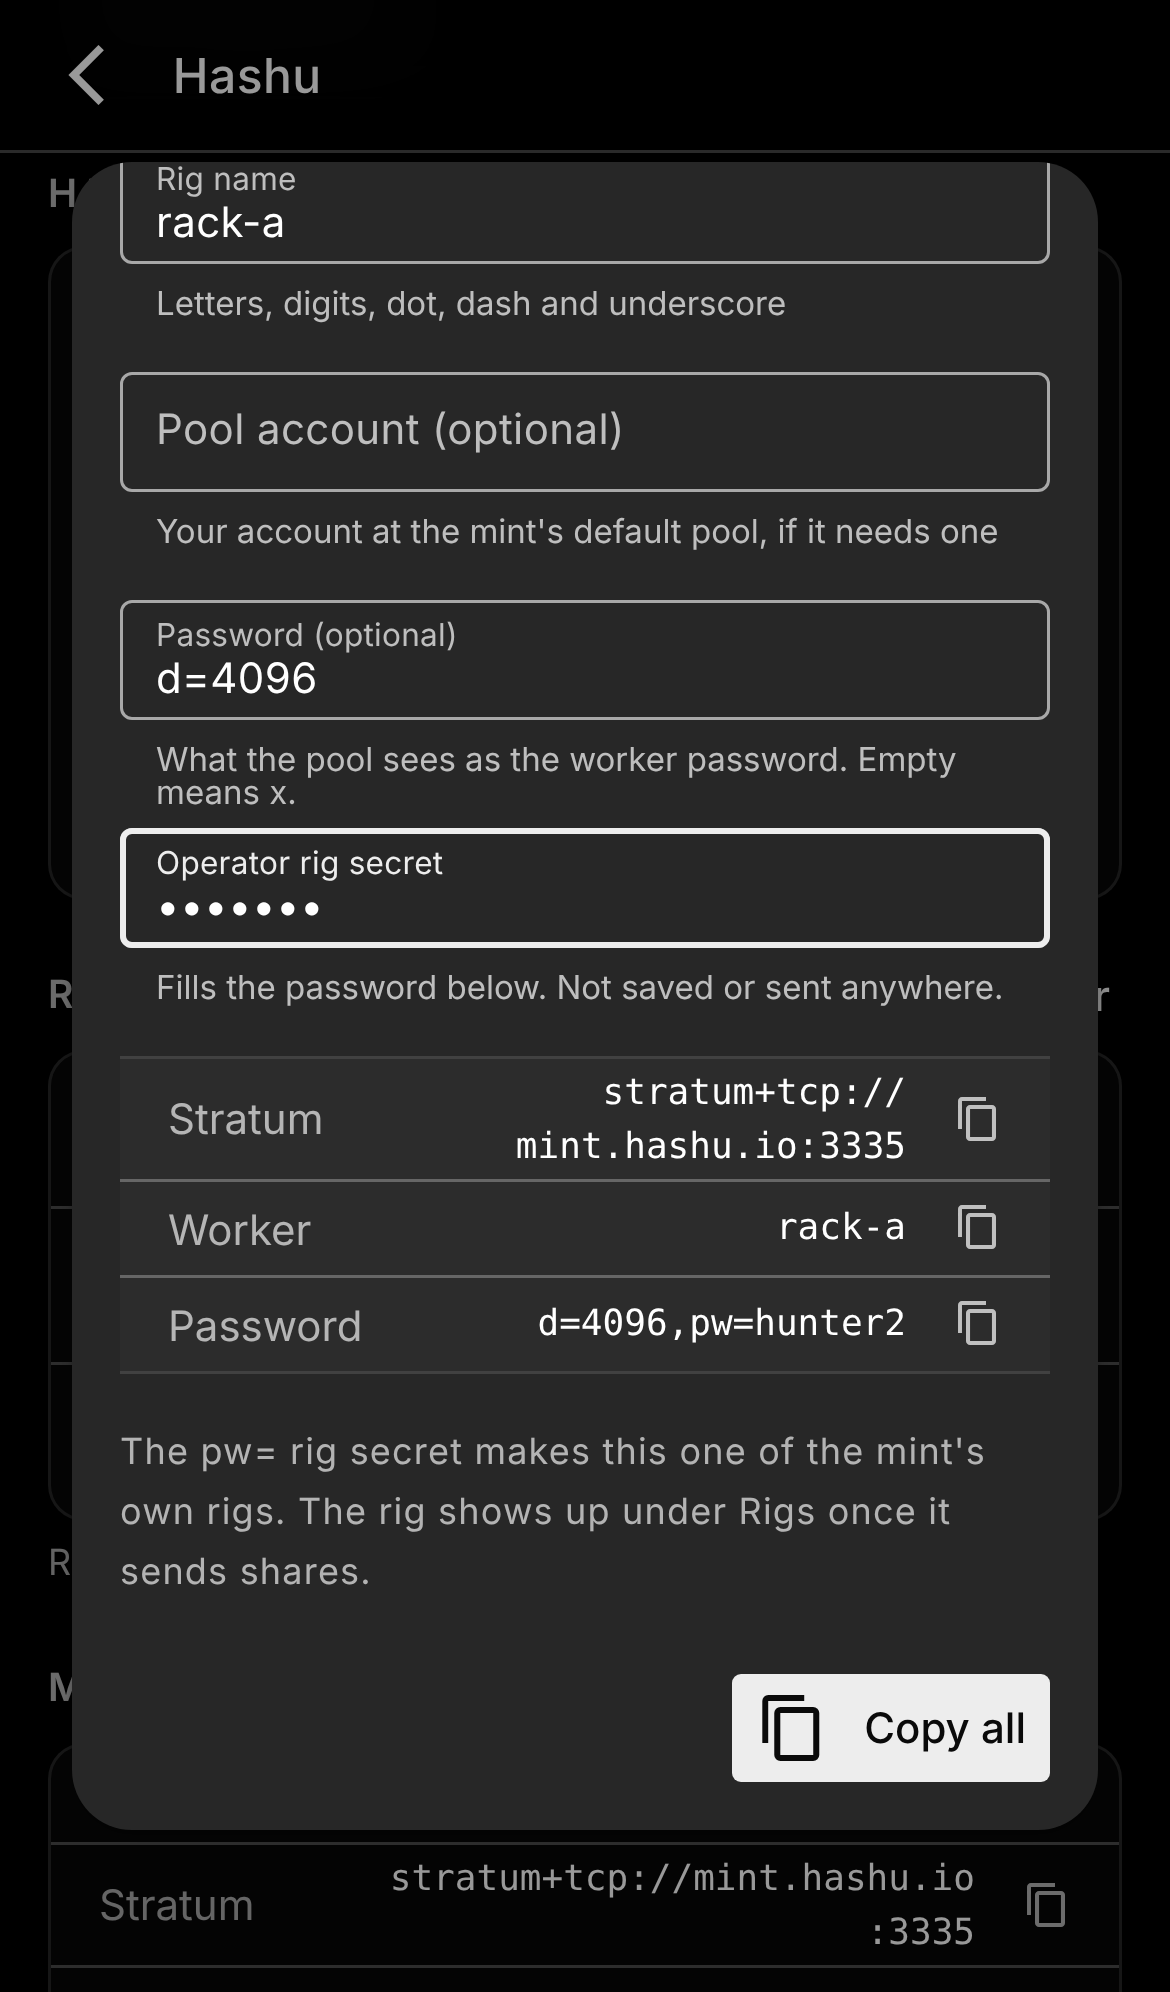 Hashu
H
Rig name
rack-a
Letters, digits, dot, dash and underscore
Pool account (optional)
Your account at the mint's default pool, if it needs one
Password (optional)
d=4096
What the pool sees as the worker password. Empty
means x.
Operator rig secret
•••••••
Fills the password below. Not saved or sent anywhere.
R
r
Stratum
stratum+tcp://
mint.hashu.io:3335
Worker
rack-a
Password
d=4096,pw=hunter2
The pw= rig secret makes this one of the mint's
own rigs. The rig shows up under Rigs once it
sends shares.
R
M
Copy all
Stratum
stratum+tcp://mint.hashu.io
:3335